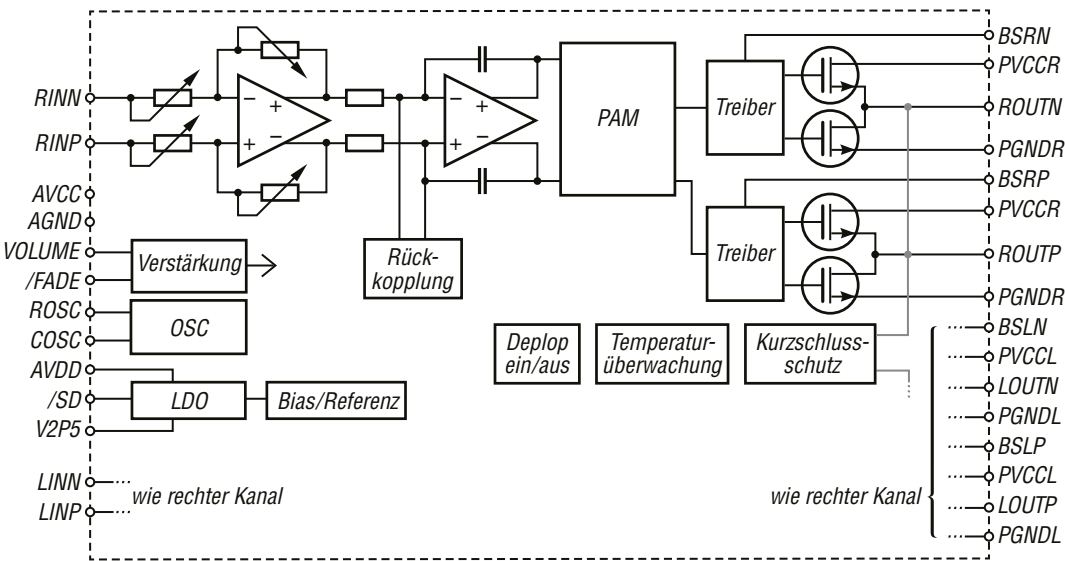 RINN
RINP
AVCC
AGND
VOLUME
/FADE
ROSC
COSC
AVDD
/SD
V2P5
LINN
LINP
wie rechter Kanal
Verstärkung
OSC
LDO
Bias/Referenz
− +
+ −
− +
+ −
Rück-
kopplung
PAM
Treiber
Treiber
Deplop
ein/aus
Temperatur-
überwachung
Kurzschluss-
schutz
wie rechter Kanal
BSRN
PVCCR
ROUTN
PGNDR
BSRP
PVCCR
ROUTP
PGNDR
BSLN
PVCCL
LOUTN
PGNDL
BSLP
PVCCL
LOUTP
PGNDL